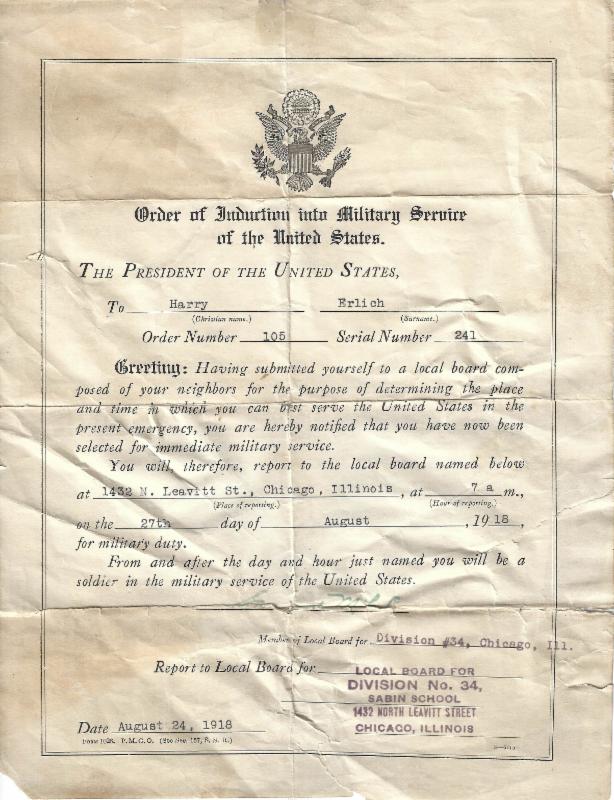 Order of Induction into Military Service
of the United States.
THE PRESIDENT OF THE UNITED STATES,
To Harry Erlich
(Christian name.) (Surname.)
Order Number 105 Serial Number 241
Greeting: Having submitted yourself to a local board com-
posed of your neighbors for the purpose of determining the place
and time in which you can best serve the United States in the
present emergency, you are hereby notified that you have now been
selected for immediate military service.
You will, therefore, report to the local board named below
at 1432 N. Leavitt St., Chicago, Illinois, at 7 a m.,
(Place of reporting.) (Hour of reporting.)
on the 27th day of August, 1918,
for military duty.
From and after the day and hour just named you will be a
soldier in the military service of the United States.
Member of Local Board for Division #34, Chicago, Ill.
Report to Local Board for
LOCAL BOARD FOR
DIVISION No. 34,
SABIN SCHOOL
1432 NORTH LEAVITT STREET
CHICAGO, ILLINOIS
Date August 24, 1918
P. M. G. O. (See Sec. 157, S. S. R.)